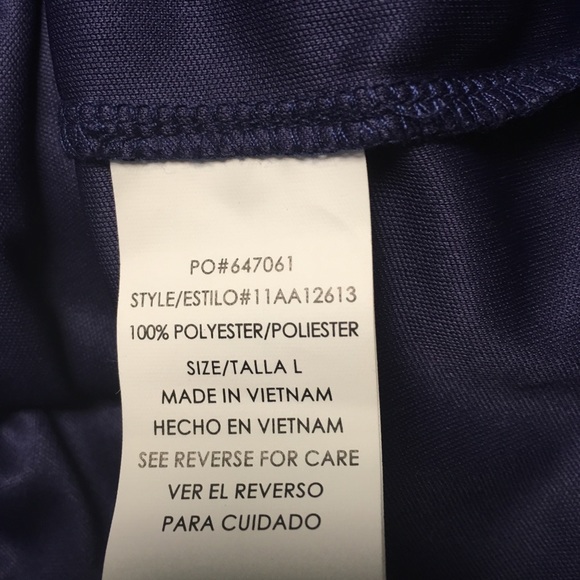 PO#647061
STYLE/ESTILO#11AA12613
100% POLYESTER/POLIESTER
SIZE/TALLA L
MADE IN VIETNAM
HECHO EN VIETNAM
SEE REVERSE FOR CARE
VER EL REVERSO
PARA CUIDADO